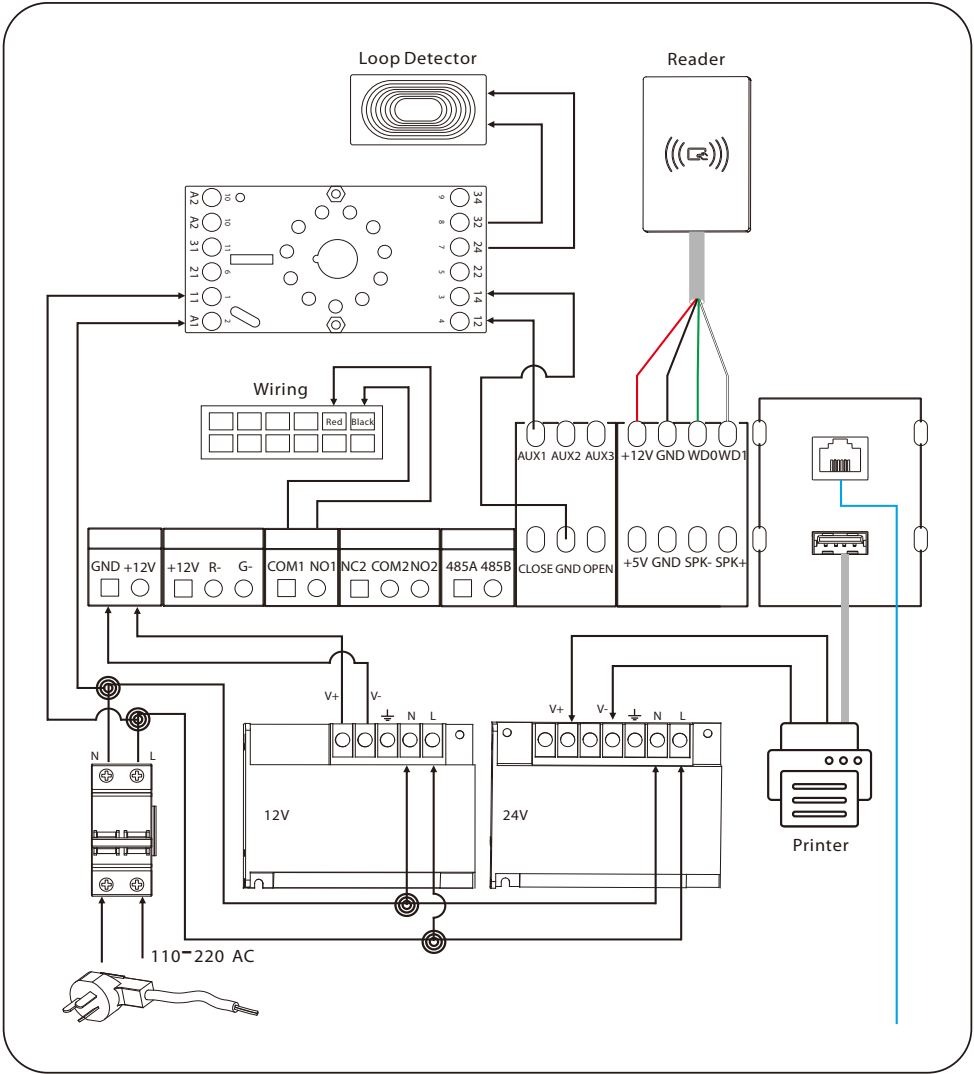 Loop Detector
Reader
A2 10
9 34
A2 10
8 32
31 11
7 24
21 6
5 22
11 1
3 14
A1 2
4 12
Wiring
Red Black
AUX1 AUX2 AUX3
+12V GND WD0 WD1
GND +12V
+12V R- G-
COM1 NO1
NC2 COM2 NO2
485A 485B
CLOSE GND OPEN
+5V GND SPK- SPK+
V+ V- N L
V+ V- N L
N L
12V
24V
Printer
110-220 AC